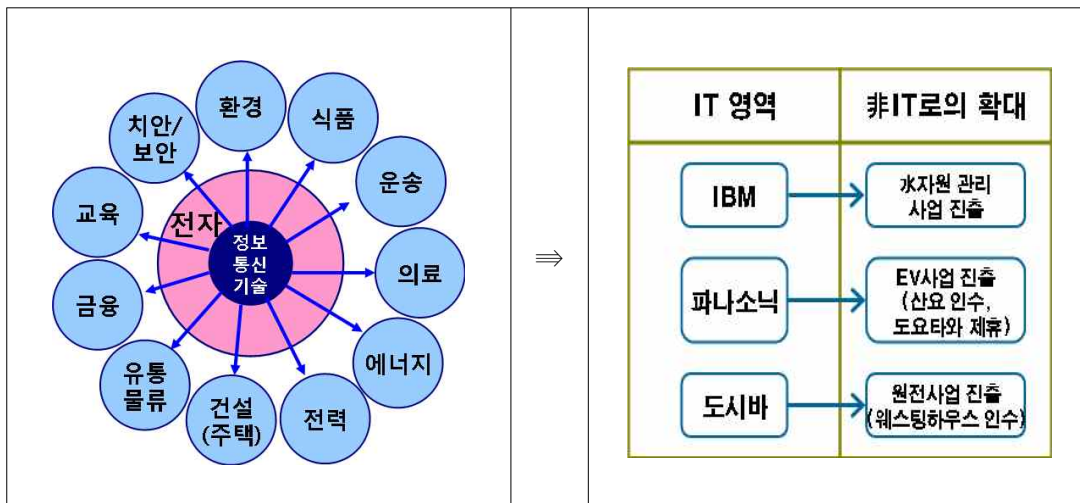 환경
식품
치안/
보안
운송
교육
전자
정보
통신
기술
의료
금융
에너지
유통
물류
건설
(주택)
전력
⇒
IT 영역
非IT로의 확대
IBM
水자원 관리
사업 진출
파나소닉
EV사업 진출
(산요 인수,
도요타와 제휴)
도시바
원전사업 진출
(웨스팅하우스 인수)